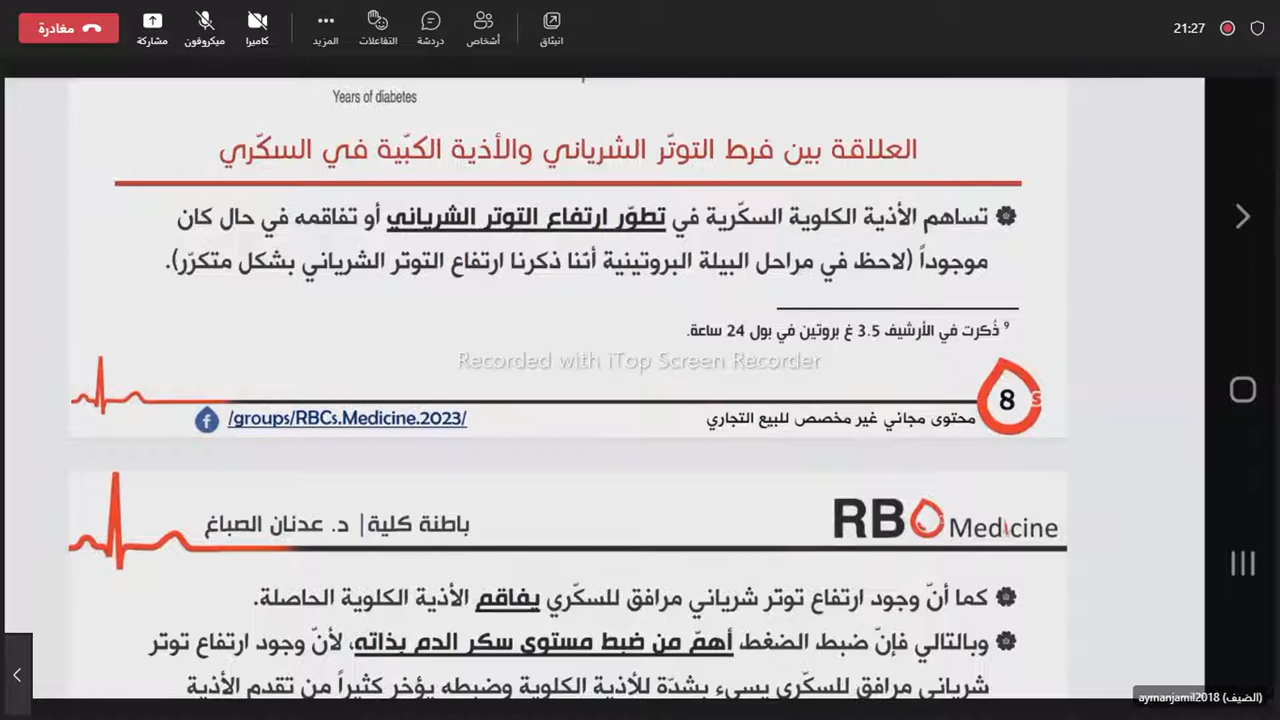 مغادرة
مشاركة
ميكروفون
كاميرا
المزيد
التفاعلات
دردشة
أشخاص
انبثاق
21:27
Years of diabetes
العلاقة بين فرط التوتّر الشرياني والأذية الكبّية في السكّري
تساهم الأذية الكلوية السكّرية في تطوّر ارتفاع التوتر الشرياني أو تفاقمه في حال كان
موجوداً (لاحظ في مراحل البيلة البروتينية أنّنا ذكرنا ارتفاع التوتر الشرياني بشكل متكرّر).
⁹ ذُكرت في الأرشيف 3.5 غ بروتين في بول 24 ساعة.
Recorded with iTop Screen Recorder
8
s
محتوى مجاني غير مخصص للبيع التجاري
/groups/RBCs.Medicine.2023/
RB Medicine
باطنة كلية| د. عدنان الصباغ
كما أنّ وجود ارتفاع توتر شرياني مرافق للسكّري يفاقم الأذية الكلوية الحاصلة.
وبالتالي فإنّ ضبط الضغط، أهمّ من ضبط مستوى سكر الدم بذاته، لأنّ وجود ارتفاع توتر
شرياني مرافق للسكّري يسيء بشدّة للأذية الكلوية وضبطه يؤخر كثيراً من تقدم الأذية
aymanjamil2018 (الضيف)